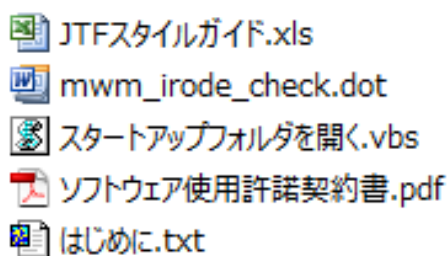 JTFスタイルガイド.xls
mwm_irode_check.dot
スタートアップフォルダを開く.vbs
ソフトウェア使用許諾契約書.pdf
はじめに.txt